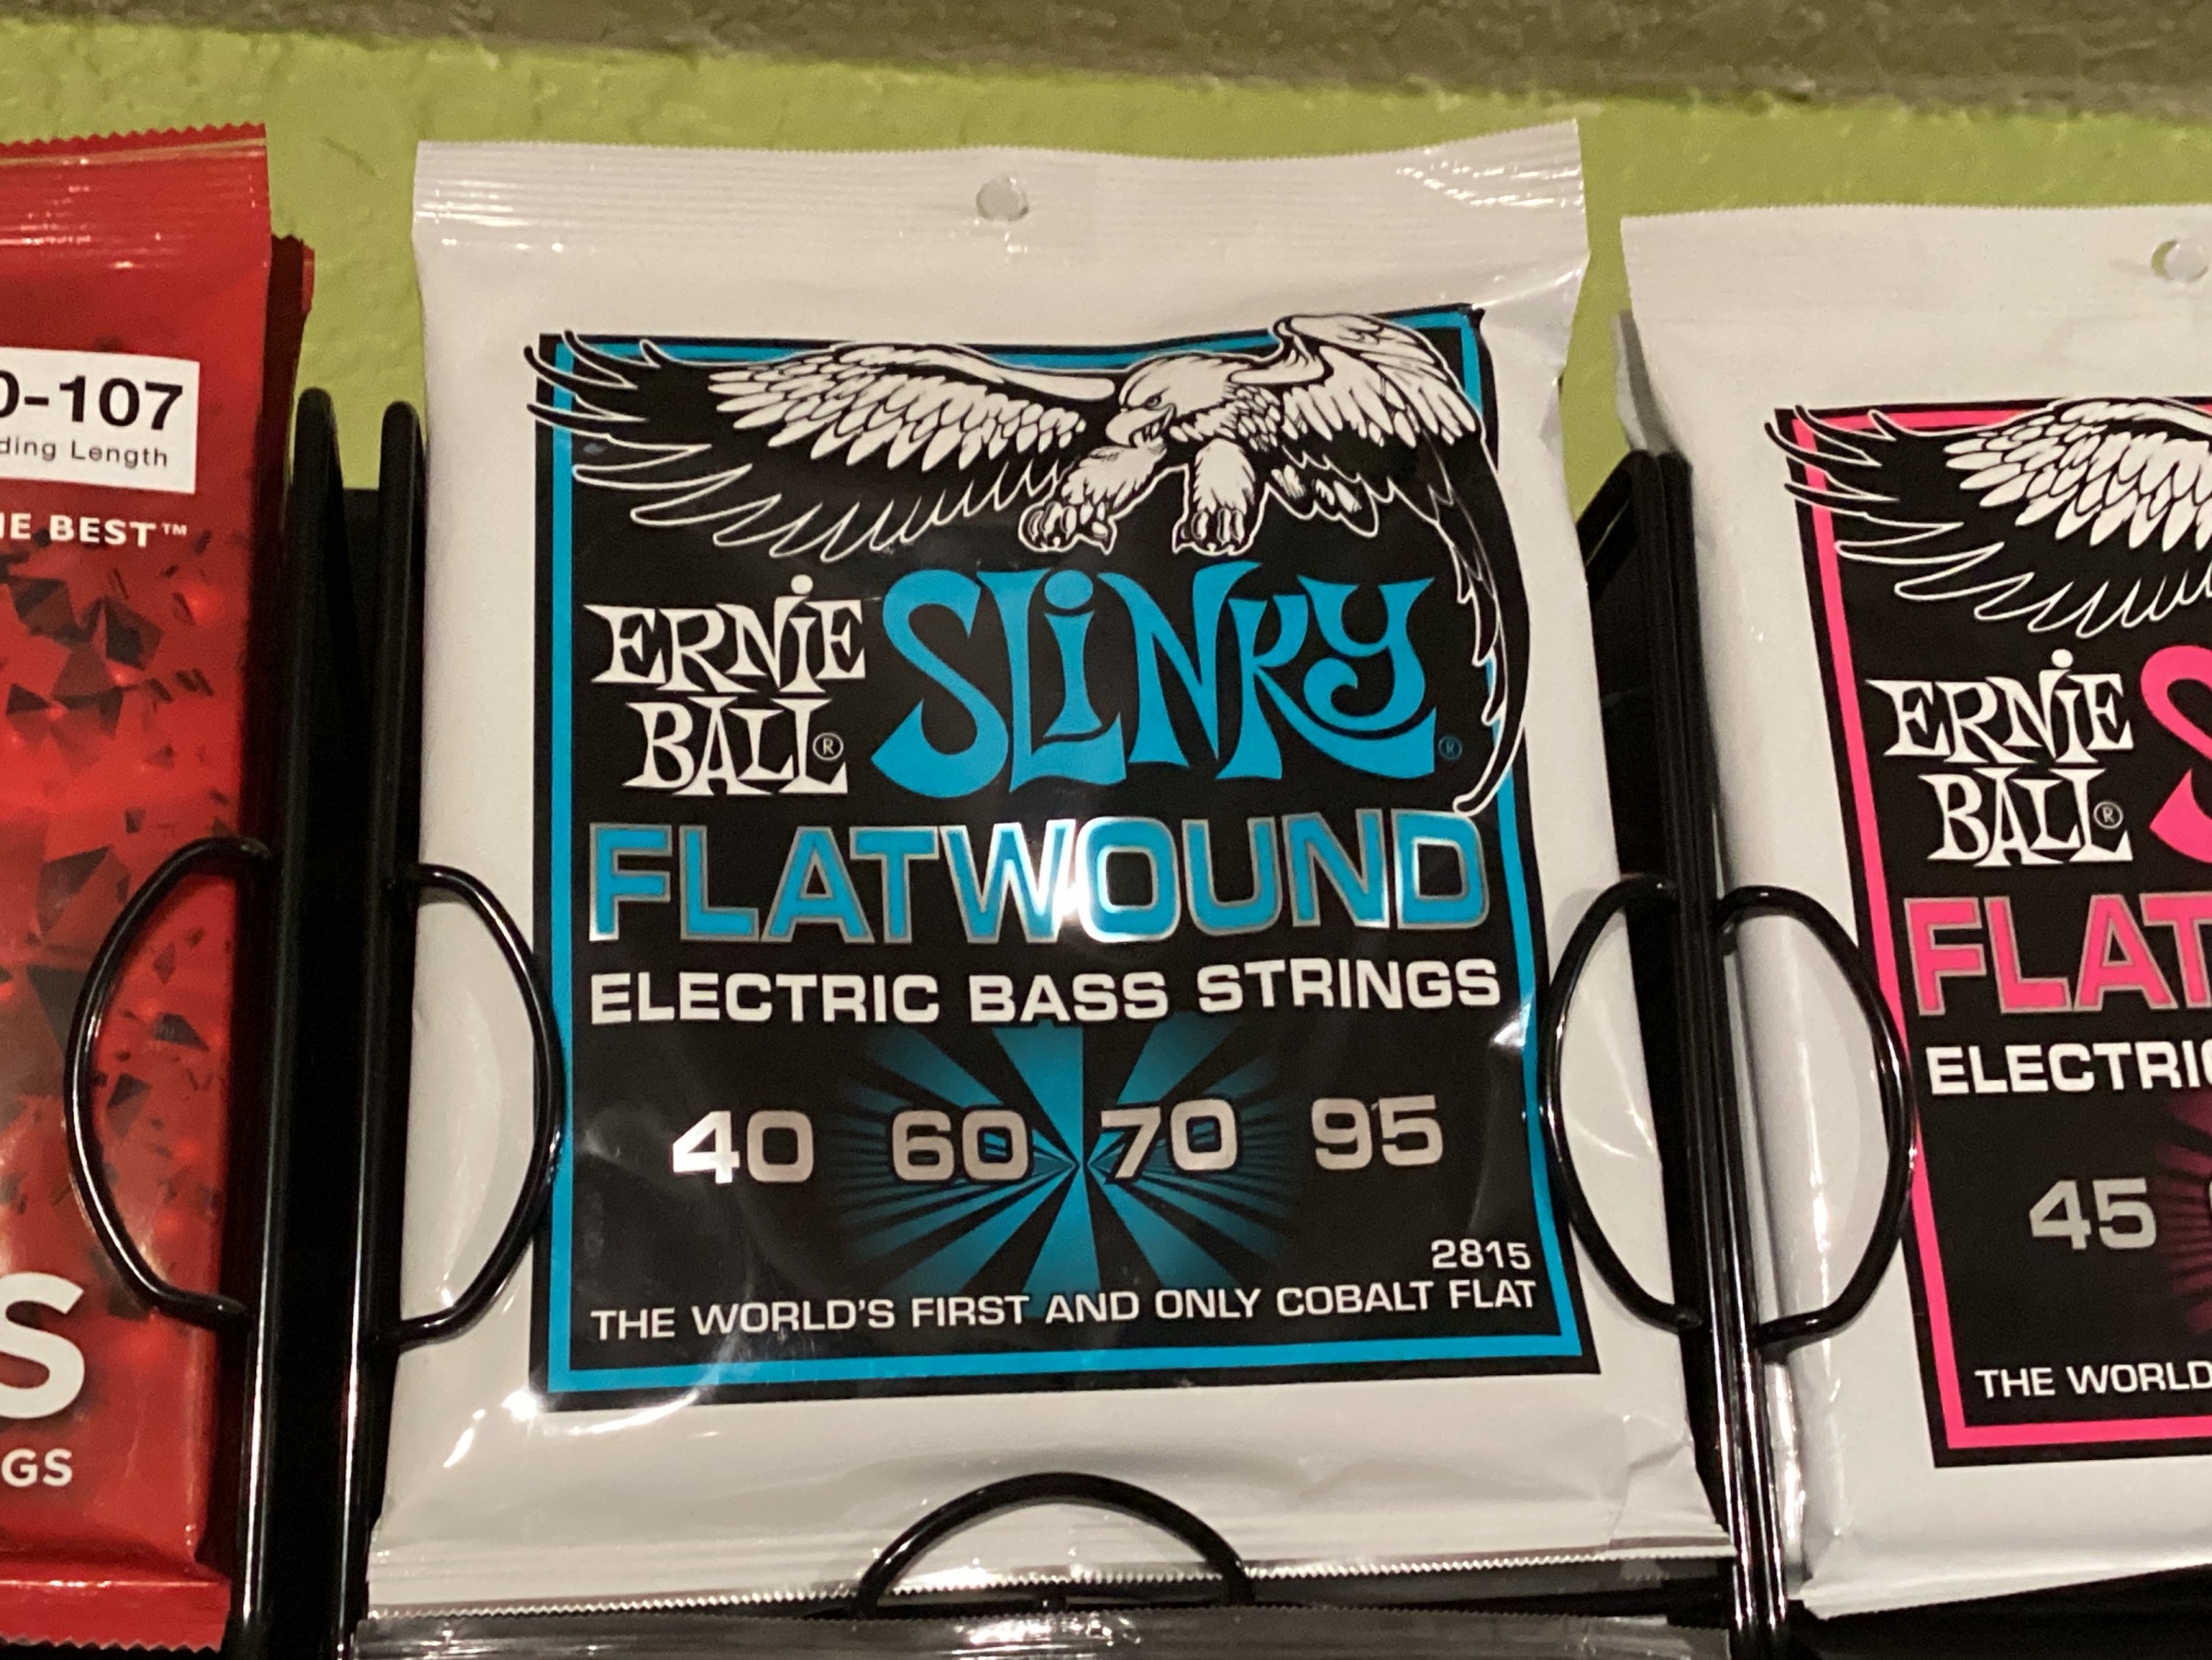 0-107
ding Length
HE BEST™
S
GS
ERNiE
BALL®
SLiNKY®
FLATWOUND
ELECTRIC BASS STRINGS
40 60 70 95
2815
THE WORLD'S FIRST AND ONLY COBALT FLAT
ERNiE
BALL®
S
FLAT
ELECTRIC
45
THE WORLD